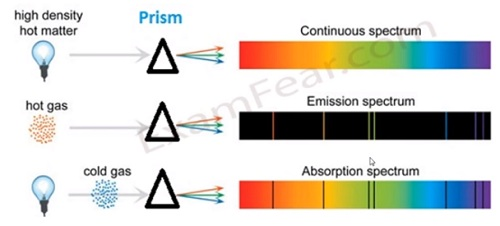 high density
hot matter
Prism
Continuous spectrum
hot gas
Emission spectrum
cold gas
Absorption spectrum
ExamFear.com